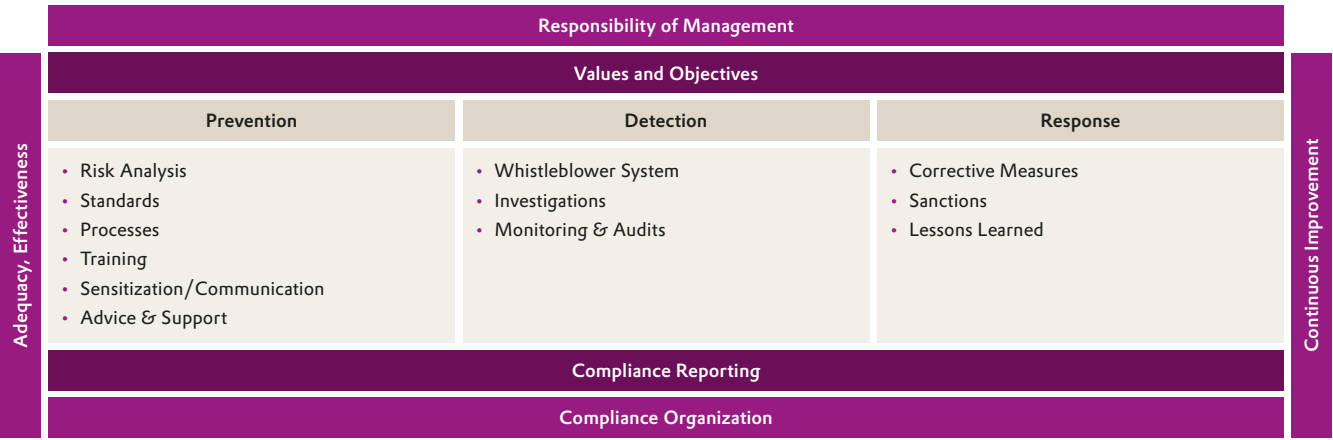 Responsibility of Management
Values and Objectives
Adequacy, Effectiveness
Prevention
• Risk Analysis
• Standards
• Processes
• Training
• Sensitization/Communication
• Advice & Support
Detection
• Whistleblower System
• Investigations
• Monitoring & Audits
Response
• Corrective Measures
• Sanctions
• Lessons Learned
Continuous Improvement
Compliance Reporting
Compliance Organization